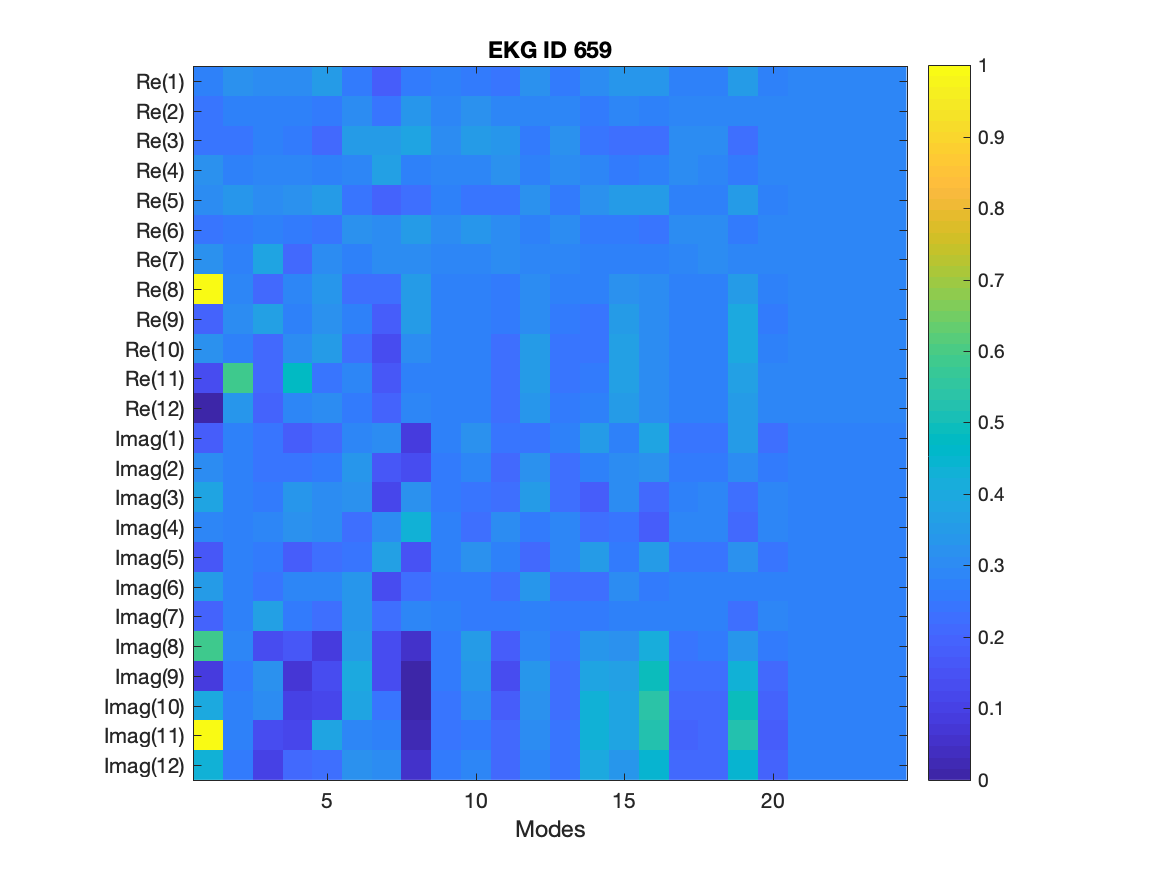 EKG ID 659
Re(1)
Re(2)
Re(3)
Re(4)
Re(5)
Re(6)
Re(7)
Re(8)
Re(9)
Re(10)
Re(11)
Re(12)
Imag(1)
Imag(2)
Imag(3)
Imag(4)
Imag(5)
Imag(6)
Imag(7)
Imag(8)
Imag(9)
Imag(10)
Imag(11)
Imag(12)
5 10 15 20
Modes
1
0.9
0.8
0.7
0.6
0.5
0.4
0.3
0.2
0.1
0